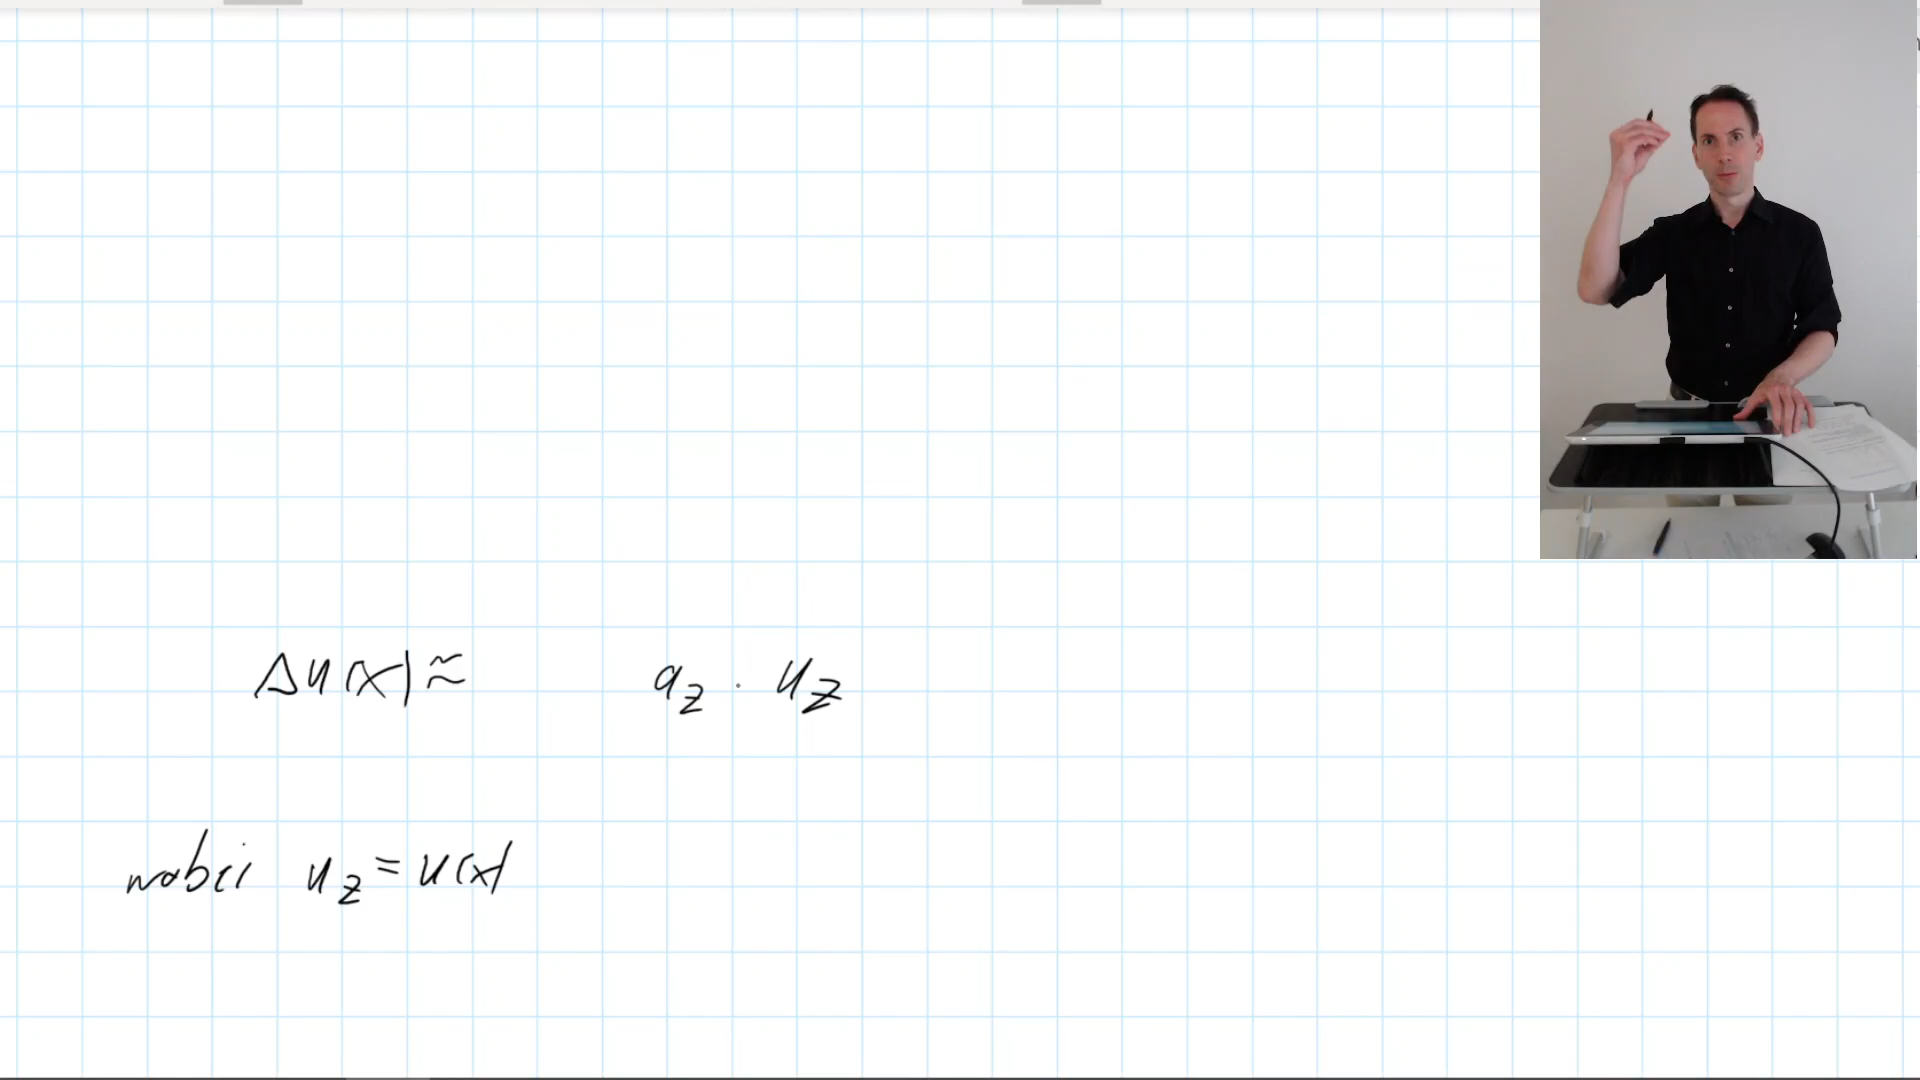 Δu(x) ≈ a_z · u_z
wobei u_z = u(x)